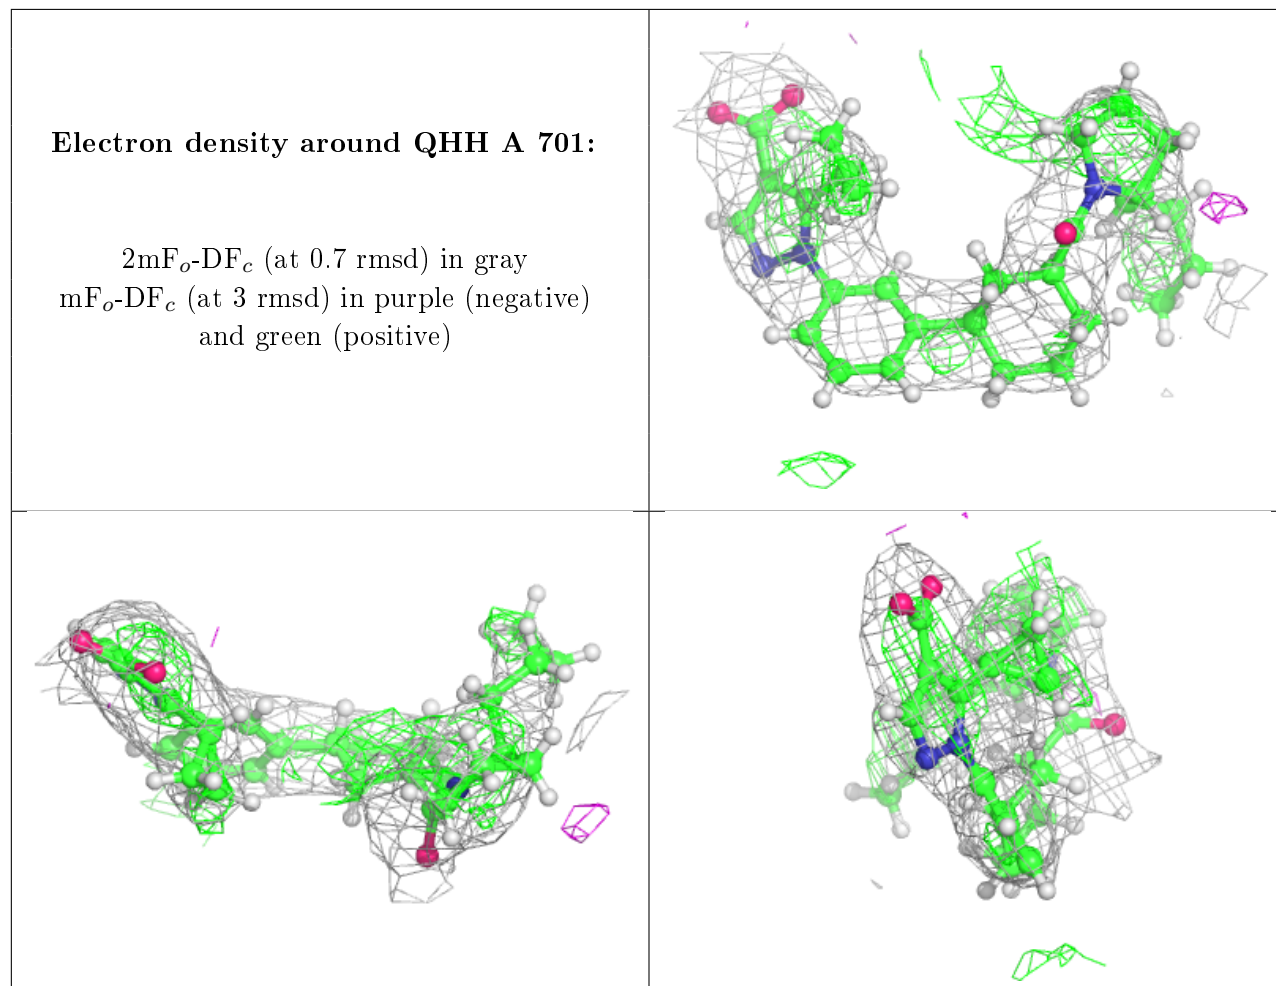 Electron density around QHH A 701:
2mFo-DFc (at 0.7 rmsd) in gray
mFo-DFc (at 3 rmsd) in purple (negative)
and green (positive)